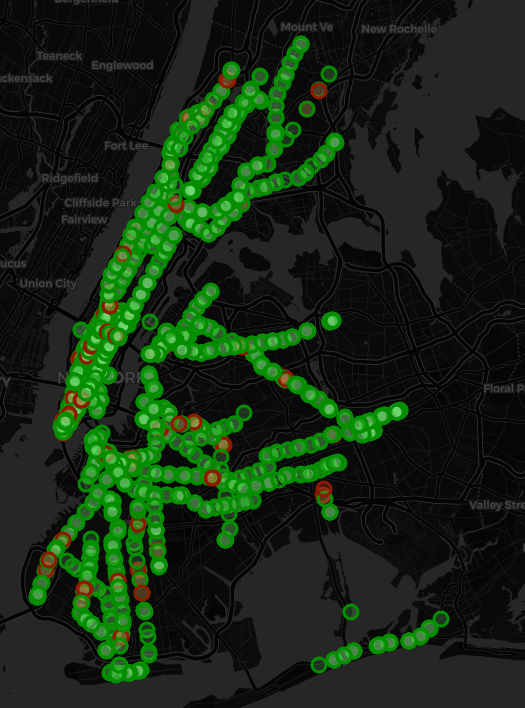 Bergenfield
Mount Ve
New Rochelle
Teaneck
ackensack
Englewood
Fort Lee
Ridgefield
Cliffside Park
Fairview
ucus
Union City
Y
N
ORK
Floral P
Valley Stre